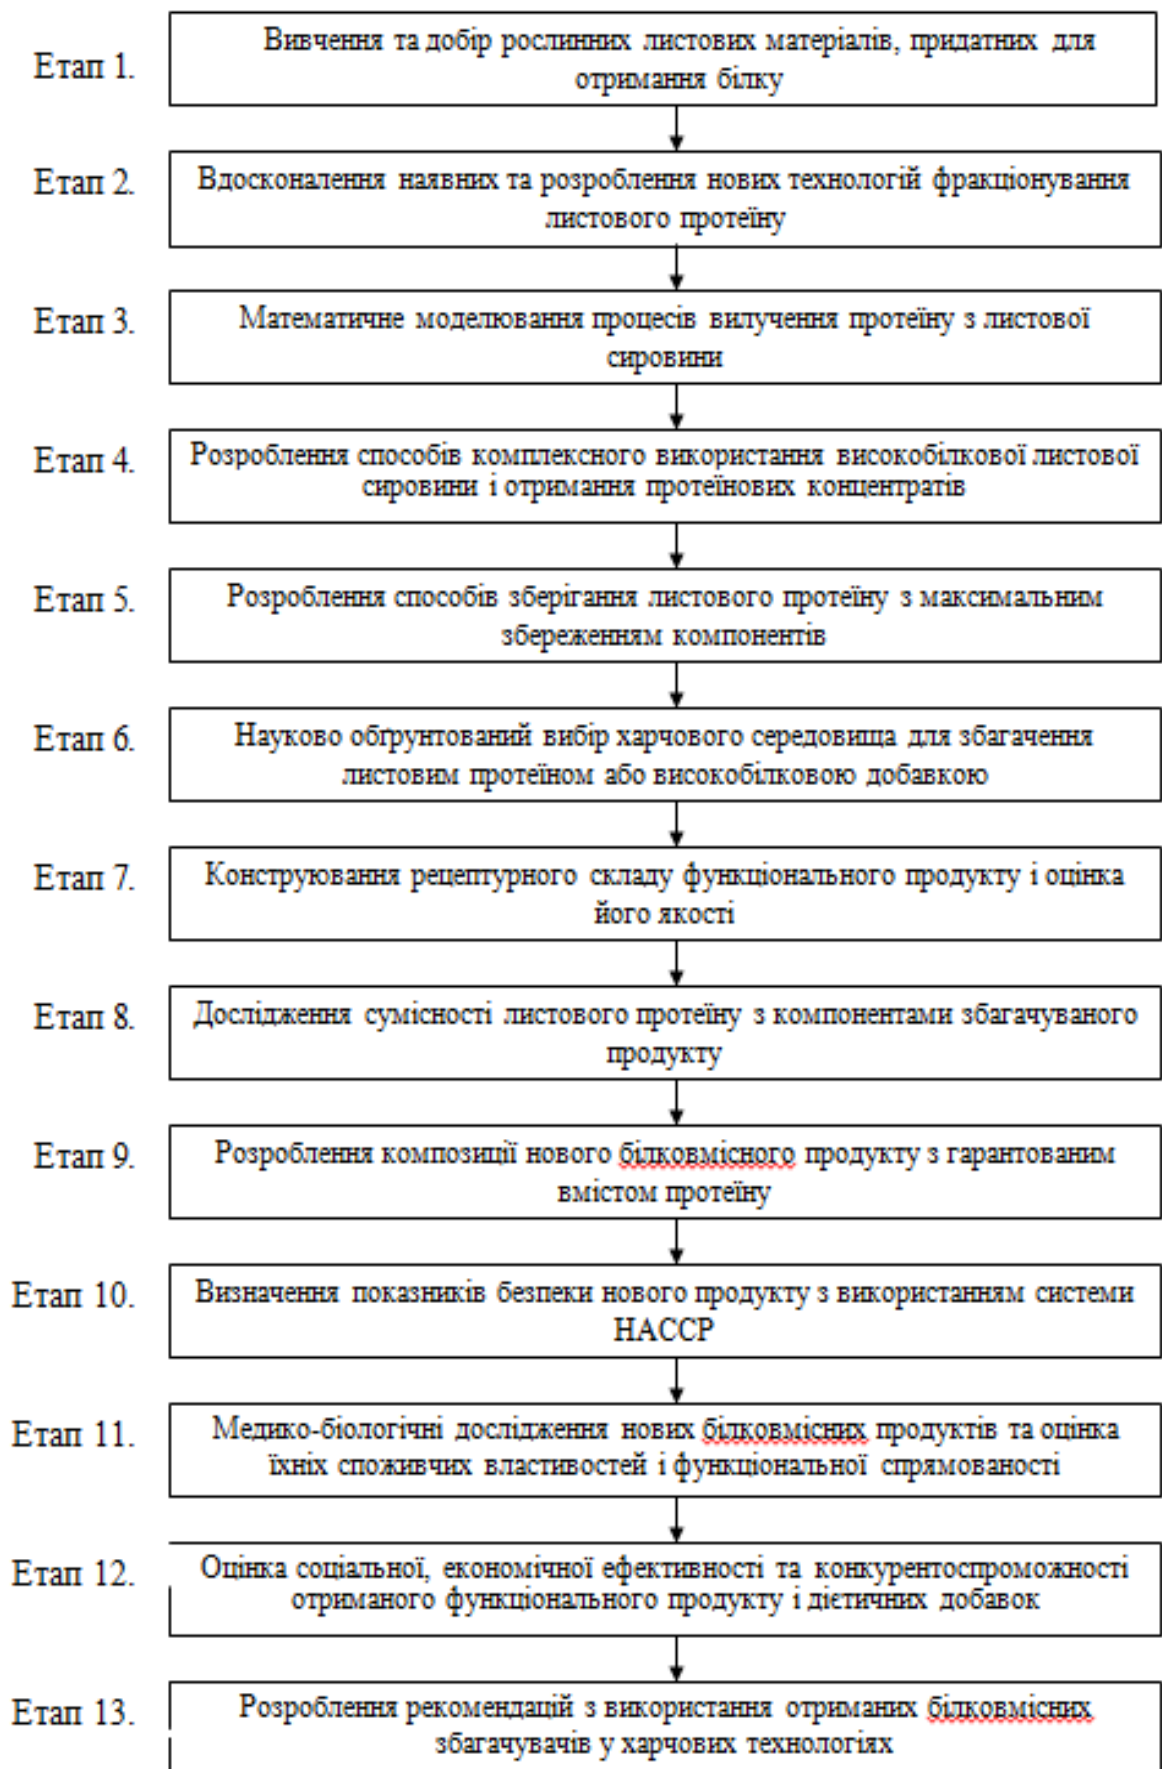 Етап 1.
Вивчення та добір рослинних листових матеріалів, придатних для
отримання білку
Етап 2.
Вдосконалення наявних та розроблення нових технологій фракціонування
листового протеїну
Етап 3.
Математичне моделювання процесів вилучення протеїну з листової
сировини
Етап 4.
Розроблення способів комплексного використання високобілкової листової
сировини і отримання протеїнових концентратів
Етап 5.
Розроблення способів зберігання листового протеїну з максимальним
збереженням компонентів
Етап 6.
Науково обґрунтований вибір харчового середовища для збагачення
листовим протеїном або високобілковою добавкою
Етап 7.
Конструювання рецептурного складу функціонального продукту і оцінка
його якості
Етап 8.
Дослідження сумісності листового протеїну з компонентами збагачуваного
продукту
Етап 9.
Розроблення композиції нового білковмісного продукту з гарантованим
вмістом протеїну
Етап 10.
Визначення показників безпеки нового продукту з використанням системи
НАССР
Етап 11.
Медико-біологічні дослідження нових білковмісних продуктів та оцінка
їхніх споживчих властивостей і функціональної спрямованості
Етап 12.
Оцінка соціальної, економічної ефективності та конкурентоспроможності
отриманого функціонального продукту і дієтичних добавок
Етап 13.
Розроблення рекомендацій з використання отриманих білковмісних
збагачувачів у харчових технологіях